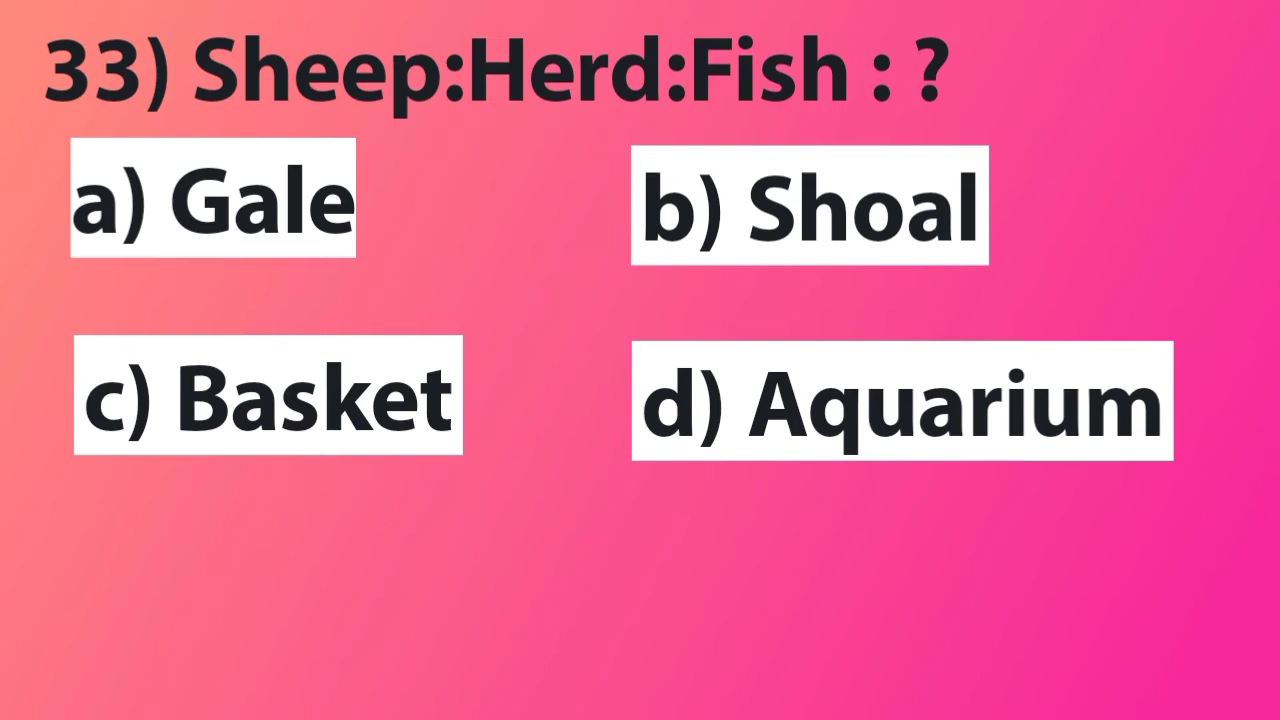 33) Sheep:Herd:Fish : ?
a) Gale
b) Shoal
c) Basket
d) Aquarium